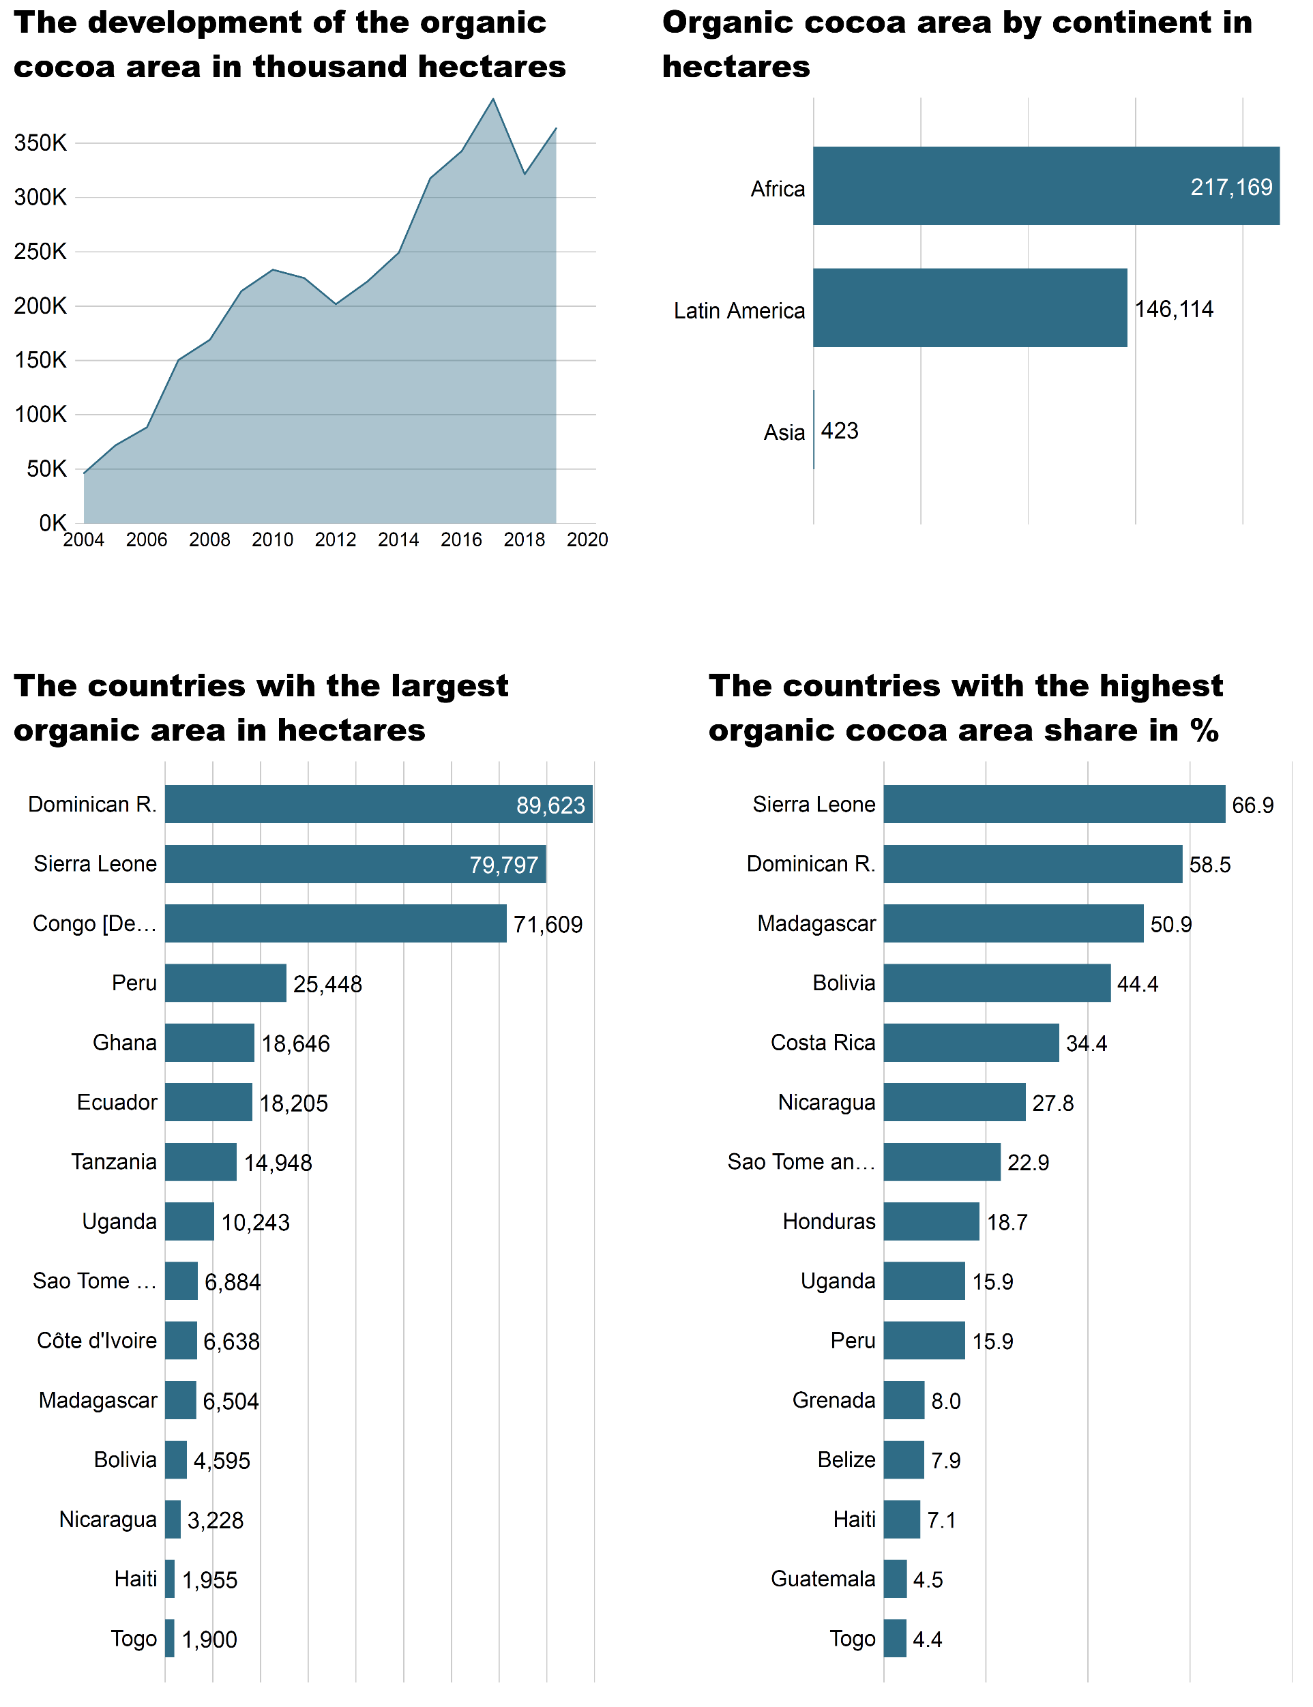 The development of the organic
cocoa area in thousand hectares
350K
300K
250K
200K
150K
100K
50K
0K
2004 2006 2008 2010 2012 2014 2016 2018 2020
Organic cocoa area by continent in
hectares
Africa 217,169
Latin America 146,114
Asia 423
The countries wih the largest
organic area in hectares
Dominican R. 89,623
Sierra Leone 79,797
Congo [De… 71,609
Peru 25,448
Ghana 18,646
Ecuador 18,205
Tanzania 14,948
Uganda 10,243
Sao Tome … 6,884
Côte d'Ivoire 6,638
Madagascar 6,504
Bolivia 4,595
Nicaragua 3,228
Haiti 1,955
Togo 1,900
The countries with the highest
organic cocoa area share in %
Sierra Leone 66.9
Dominican R. 58.5
Madagascar 50.9
Bolivia 44.4
Costa Rica 34.4
Nicaragua 27.8
Sao Tome an… 22.9
Honduras 18.7
Uganda 15.9
Peru 15.9
Grenada 8.0
Belize 7.9
Haiti 7.1
Guatemala 4.5
Togo 4.4